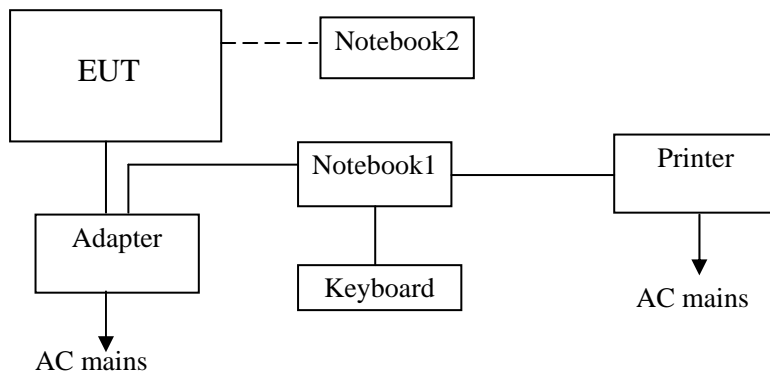 Notebook2
EUT
Notebook1
Printer
Adapter
Keyboard
AC mains
AC mains